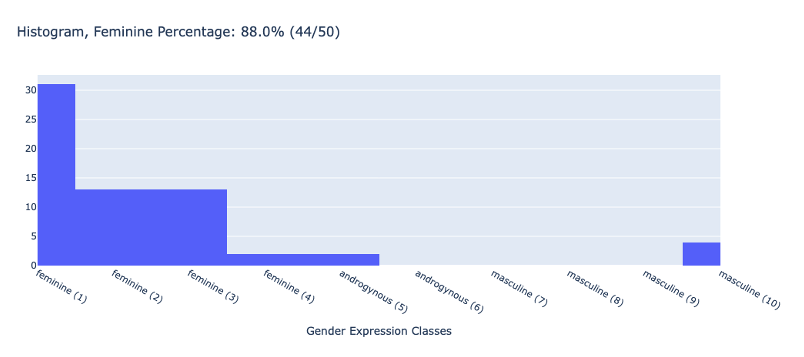 Histogram, Feminine Percentage: 88.0% (44/50)
30
25
20
15
10
5
0
feminine (1)
feminine (2)
feminine (3)
feminine (4)
androgynous (5)
androgynous (6)
masculine (7)
masculine (8)
masculine (9)
masculine (10)
Gender Expression Classes